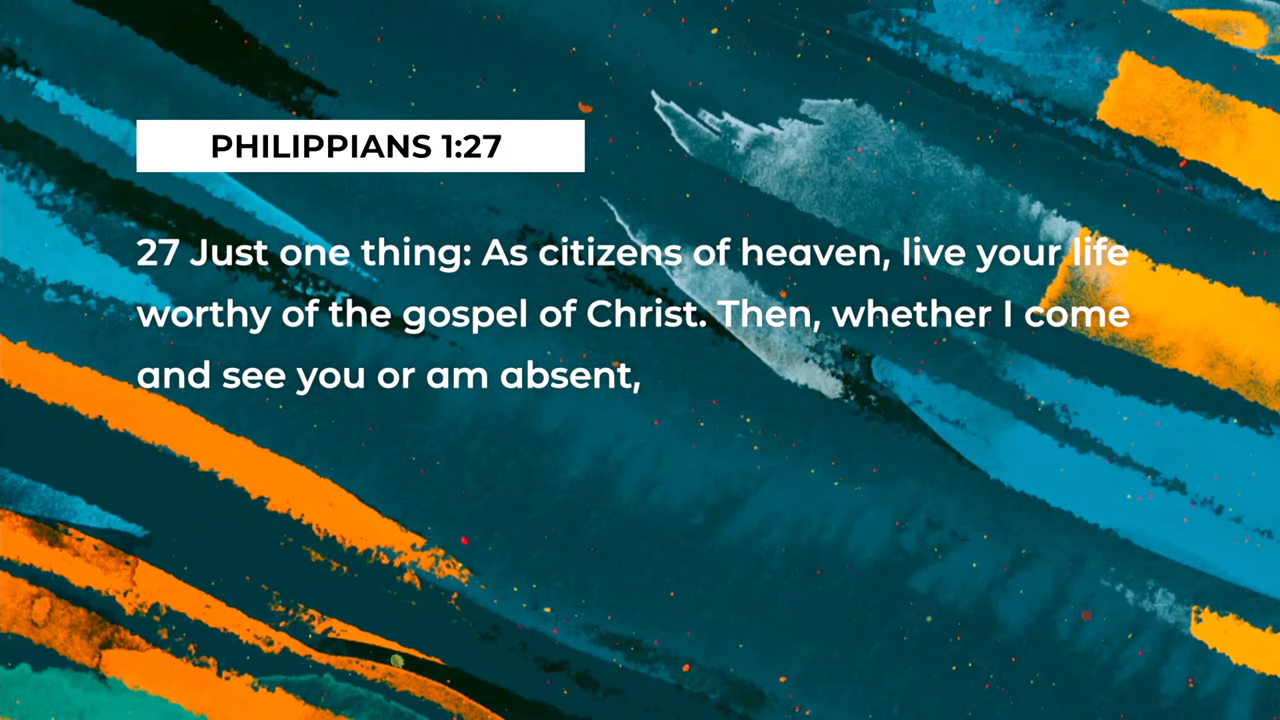 PHILIPPIANS 1:27
27 Just one thing: As citizens of heaven, live your life
worthy of the gospel of Christ. Then, whether I come
and see you or am absent,